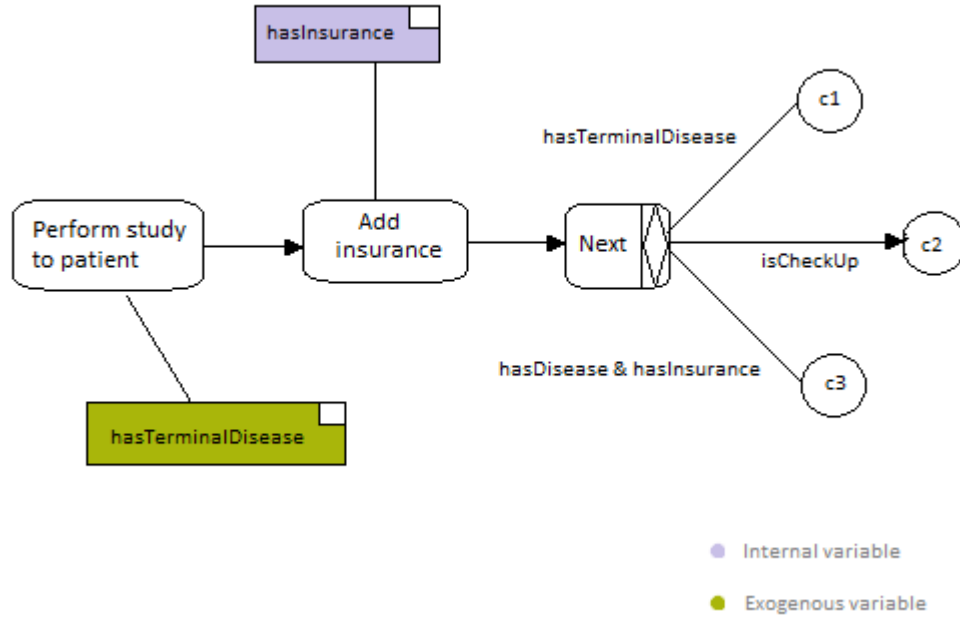 hasInsurance
c1
hasTerminalDisease
Perform study
to patient
Add
insurance
Next
c2
isCheckUp
hasDisease & hasInsurance
c3
hasTerminalDisease
Internal variable
Exogenous variable